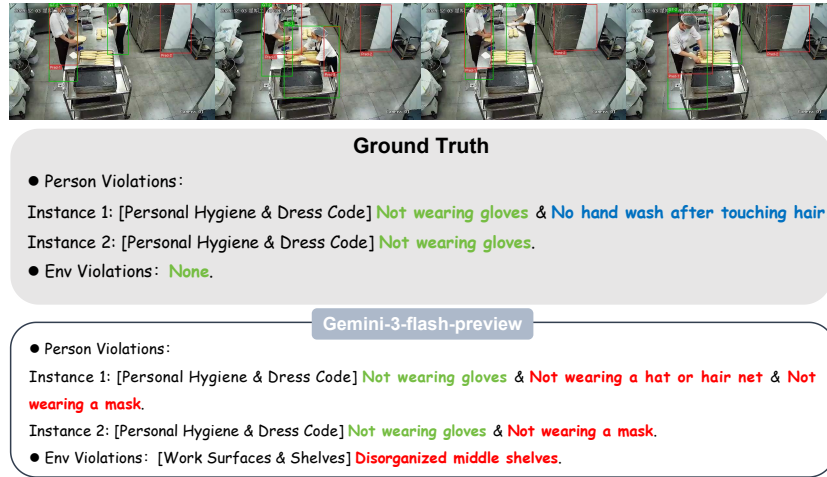 Ground Truth
● Person Violations:
Instance 1: [Personal Hygiene & Dress Code] Not wearing gloves & No hand wash after touching hair
Instance 2: [Personal Hygiene & Dress Code] Not wearing gloves.
● Env Violations: None.
Gemini-3-flash-preview
● Person Violations:
Instance 1: [Personal Hygiene & Dress Code] Not wearing gloves & Not wearing a hat or hair net & Not
wearing a mask.
Instance 2: [Personal Hygiene & Dress Code] Not wearing gloves & Not wearing a mask.
● Env Violations: [Work Surfaces & Shelves] Disorganized middle shelves.